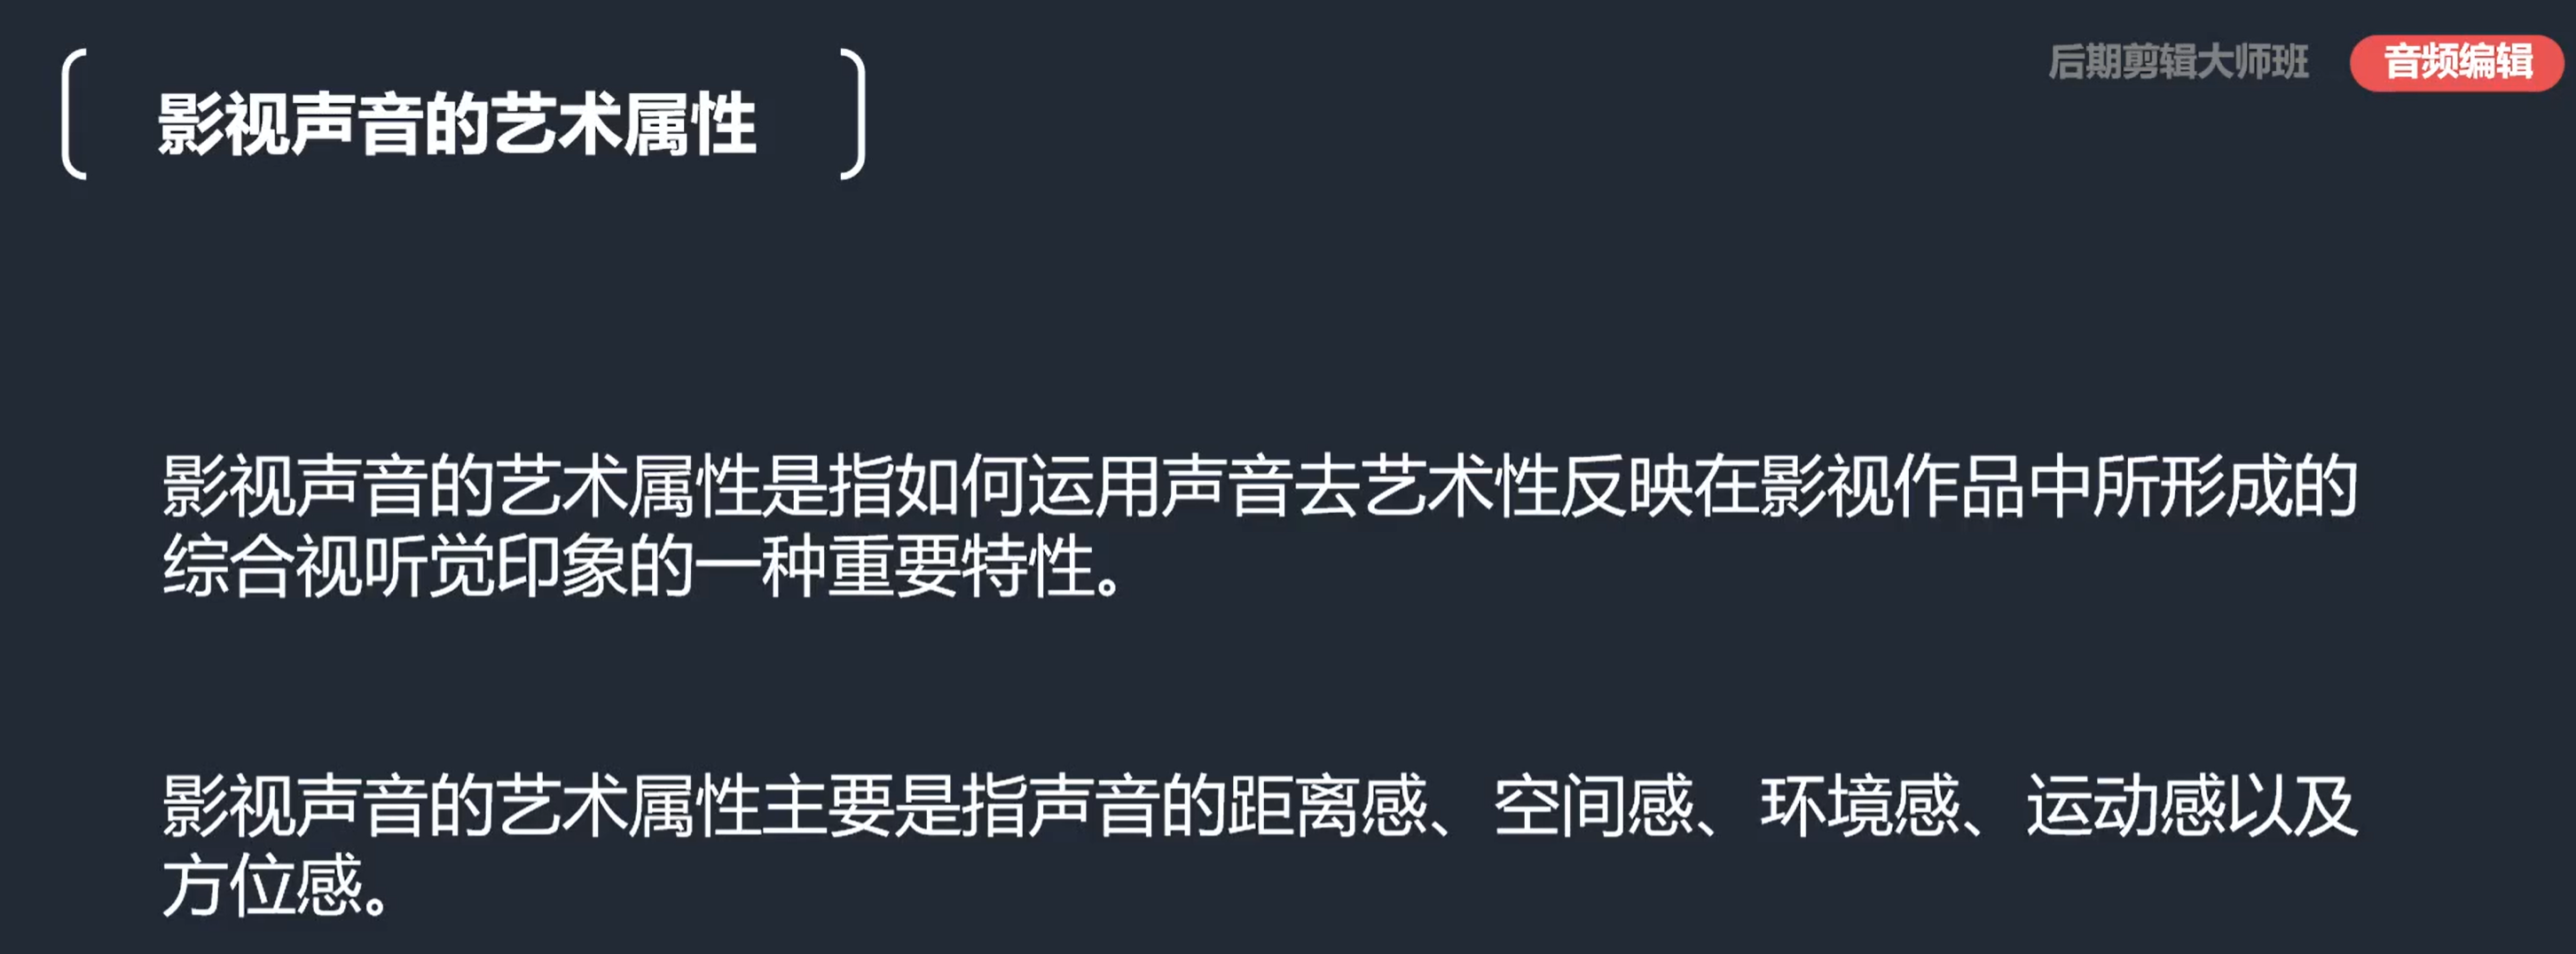 后期剪辑大师班
音频编辑
影视声音的艺术属性
影视声音的艺术属性是指如何运用声音去艺术性反映在影视作品中所形成的
综合视听觉印象的一种重要特性。
影视声音的艺术属性主要是指声音的距离感、空间感、环境感、运动感以及
方位感。